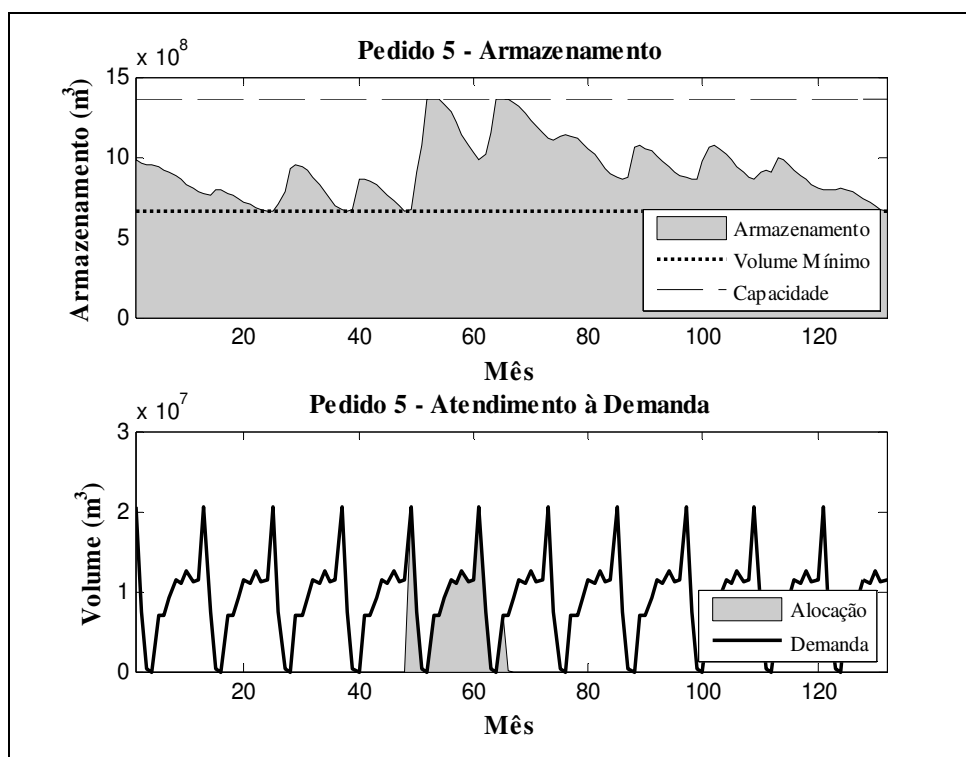 Pedido 5 - Armazenamento
x 10^8
Armazenamento (m^3)
15
10
5
0
Armazenamento
Volume Mínimo
Capacidade
20 40 60 80 100 120
Mês
Pedido 5 - Atendimento à Demanda
x 10^7
Volume (m^3)
3
2
1
0
Alocação
Demanda
20 40 60 80 100 120
Mês